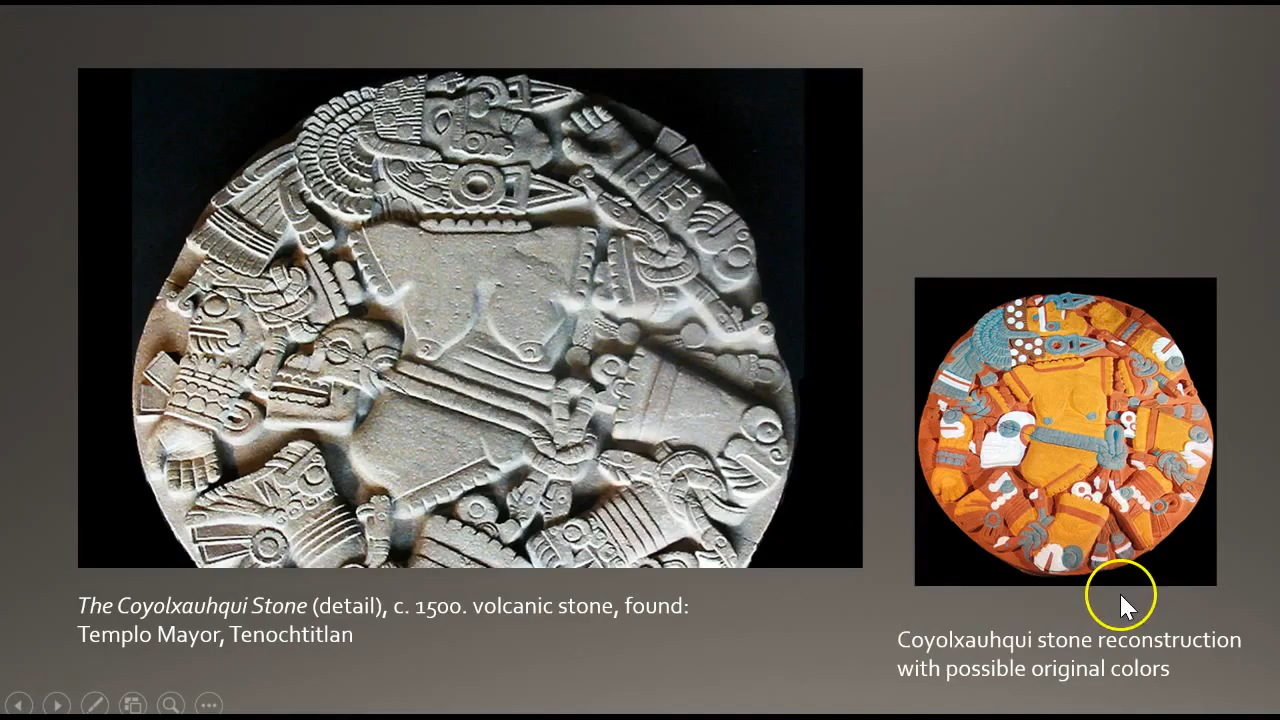 The Coyolxauhqui Stone (detail), c. 1500. volcanic stone, found:
Templo Mayor, Tenochtitlan
Coyolxauhqui stone reconstruction
with possible original colors